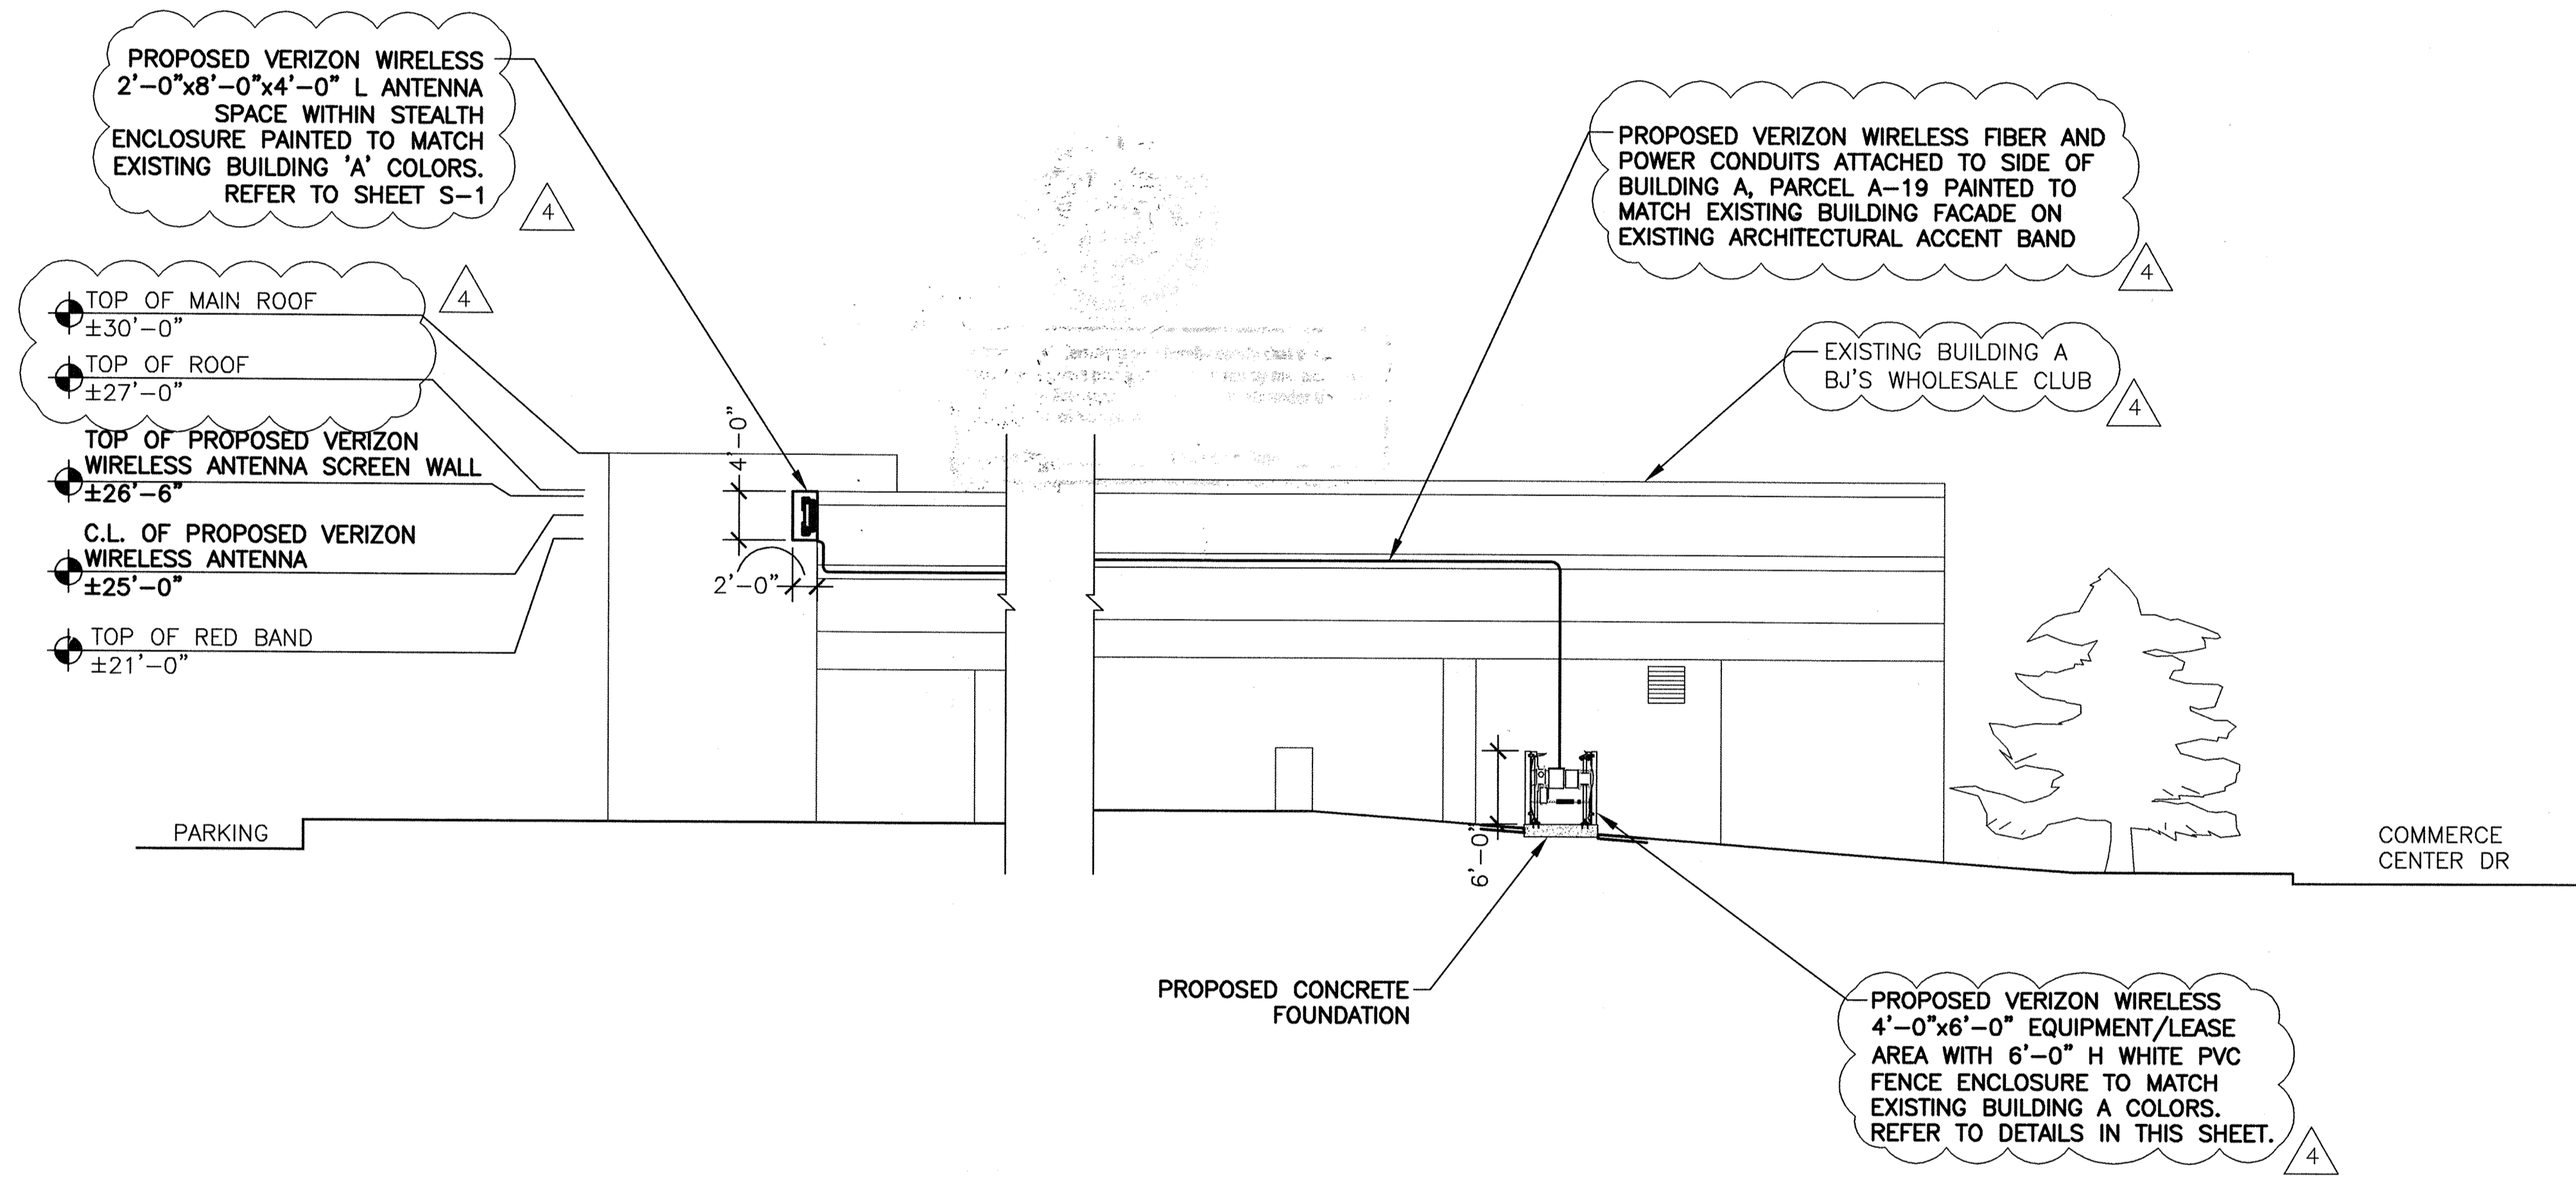 PROPOSED VERIZON WIRELESS
2'-0"x8'-0"x4'-0" L ANTENNA
SPACE WITHIN STEALTH
ENCLOSURE PAINTED TO MATCH
EXISTING BUILDING 'A' COLORS.
REFER TO SHEET S-1
4
PROPOSED VERIZON WIRELESS FIBER AND
POWER CONDUITS ATTACHED TO SIDE OF
BUILDING A, PARCEL A-19 PAINTED TO
MATCH EXISTING BUILDING FACADE ON
EXISTING ARCHITECTURAL ACCENT BAND
4
TOP OF MAIN ROOF
±30'-0"
4
TOP OF ROOF
±27'-0"
EXISTING BUILDING A
BJ'S WHOLESALE CLUB
4
TOP OF PROPOSED VERIZON
WIRELESS ANTENNA SCREEN WALL
±26'-6"
C.L. OF PROPOSED VERIZON
WIRELESS ANTENNA
±25'-0"
TOP OF RED BAND
±21'-0"
4'-0"
2'-0"
6'-0"
PARKING
COMMERCE
CENTER DR
PROPOSED CONCRETE
FOUNDATION
PROPOSED VERIZON WIRELESS
4'-0"x6'-0" EQUIPMENT/LEASE
AREA WITH 6'-0" H WHITE PVC
FENCE ENCLOSURE TO MATCH
EXISTING BUILDING A COLORS.
REFER TO DETAILS IN THIS SHEET.
4